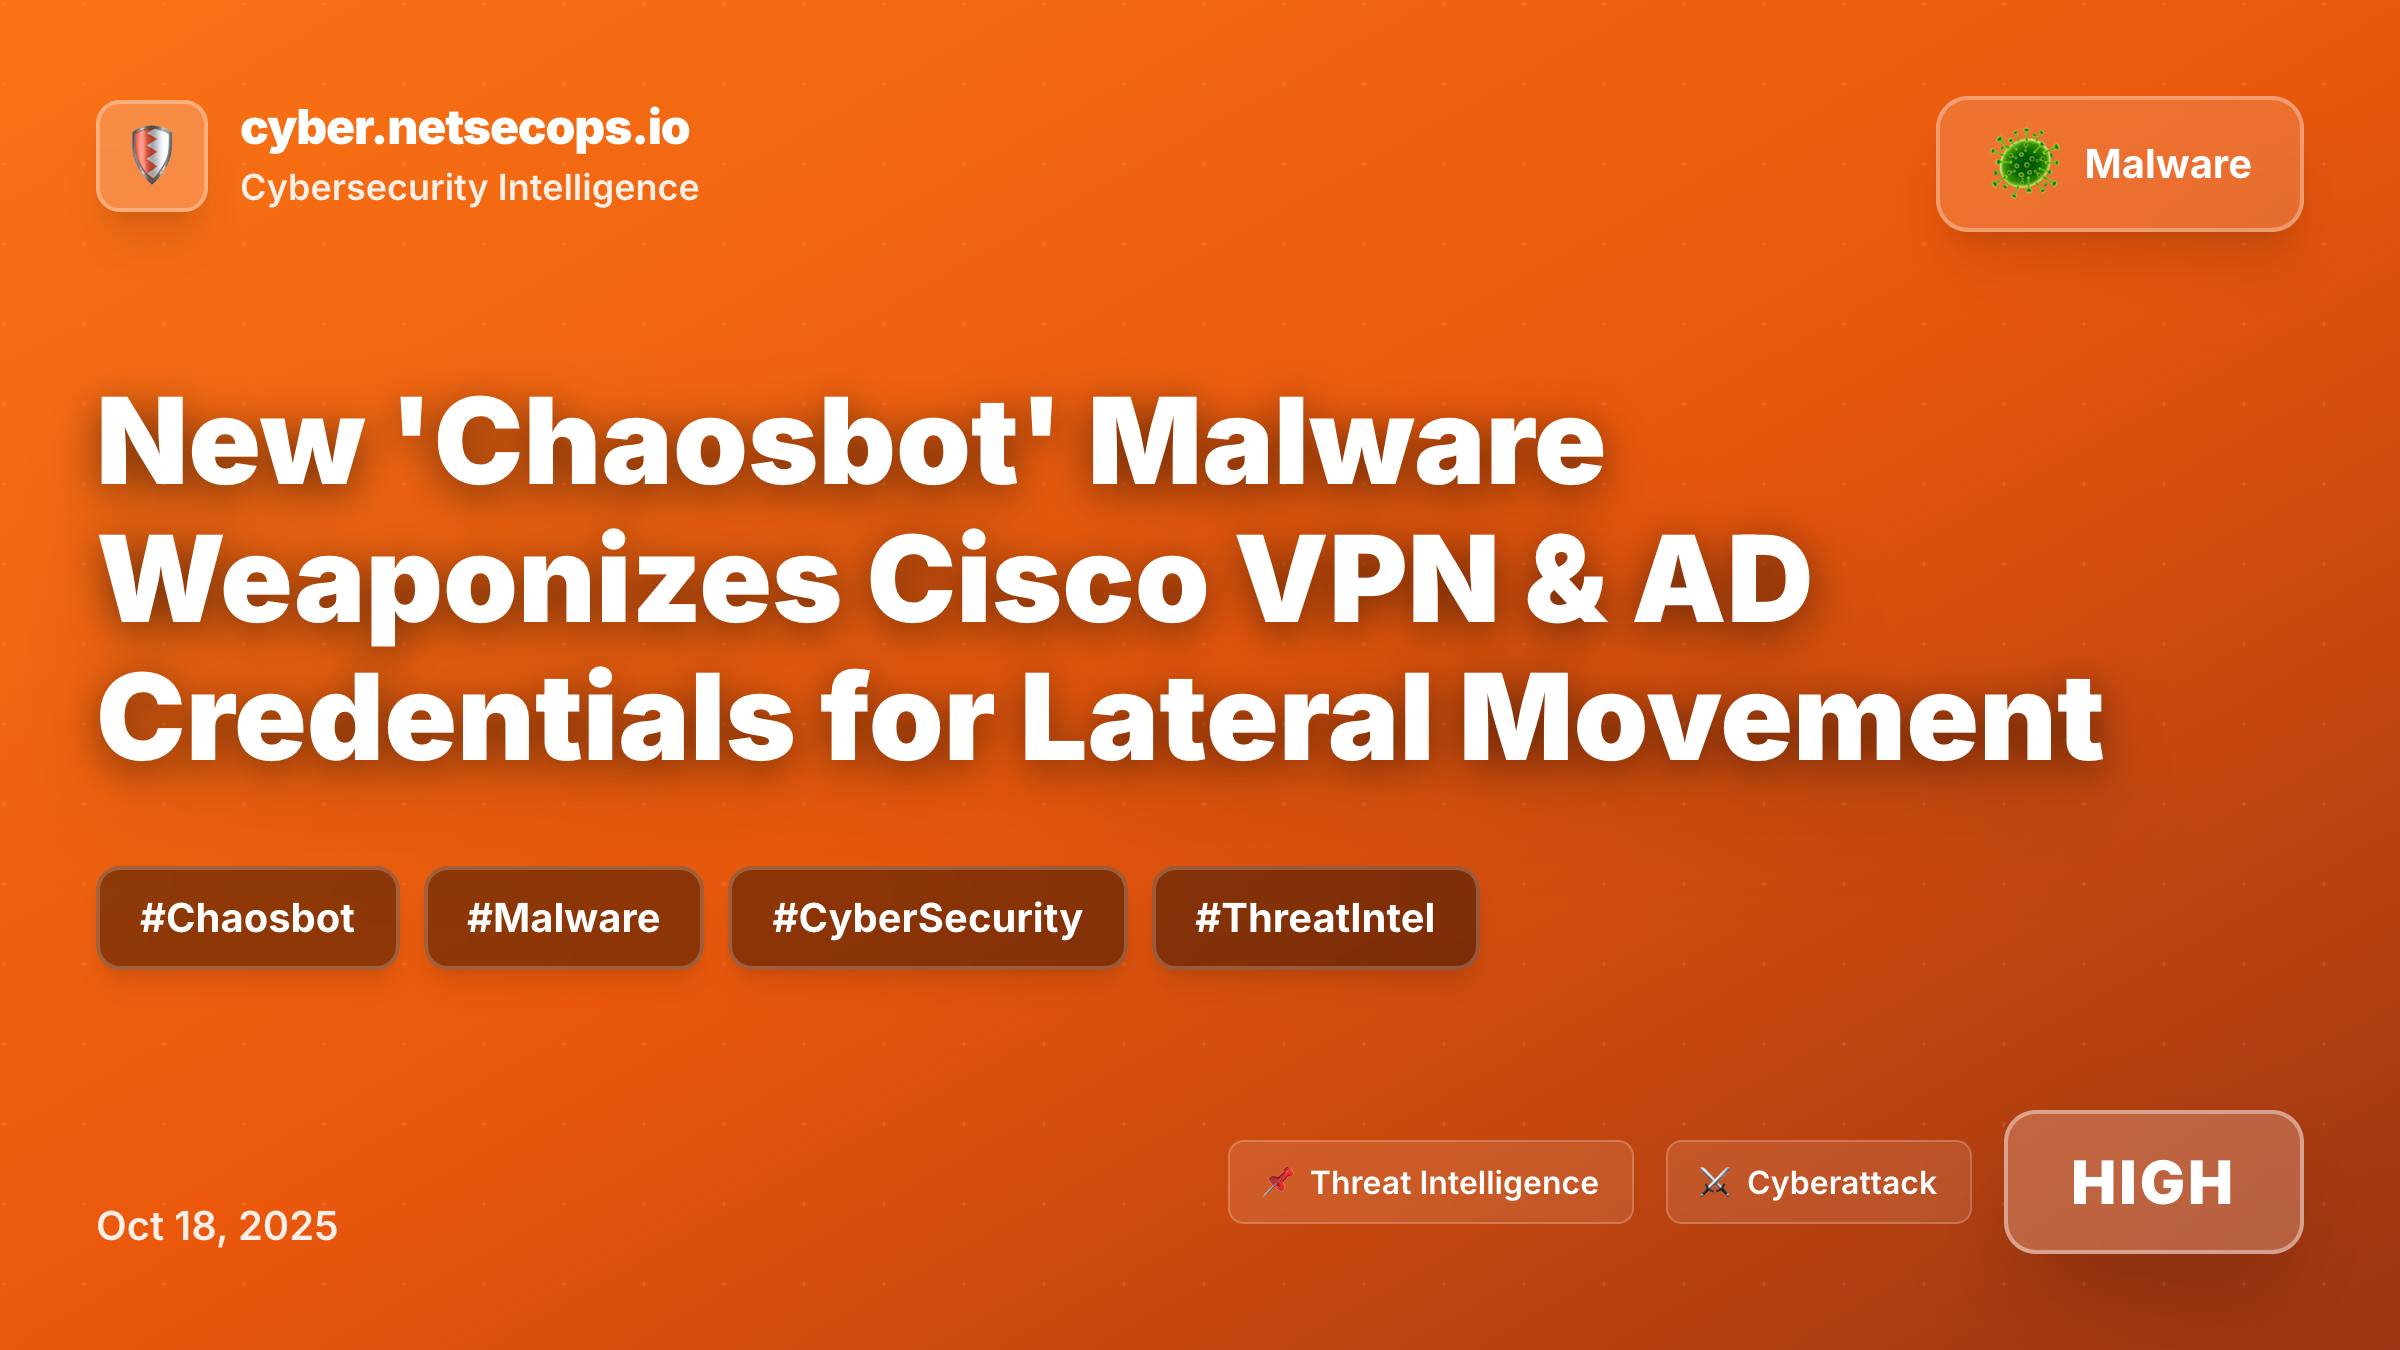 cyber.netsecops.io
Cybersecurity Intelligence
Malware
New 'Chaosbot' Malware
Weaponizes Cisco VPN & AD
Credentials for Lateral Movement
#Chaosbot
#Malware
#CyberSecurity
#ThreatIntel
Oct 18, 2025
Threat Intelligence
Cyberattack
HIGH